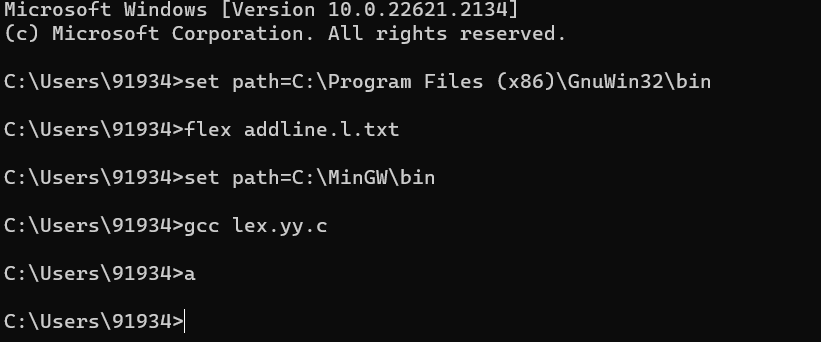 Microsoft Windows [Version 10.0.22621.2134]
(c) Microsoft Corporation. All rights reserved.
C:\Users\91934>set path=C:\Program Files (x86)\GnuWin32\bin
C:\Users\91934>flex addline.l.txt
C:\Users\91934>set path=C:\MinGW\bin
C:\Users\91934>gcc lex.yy.c
C:\Users\91934>a
C:\Users\91934>